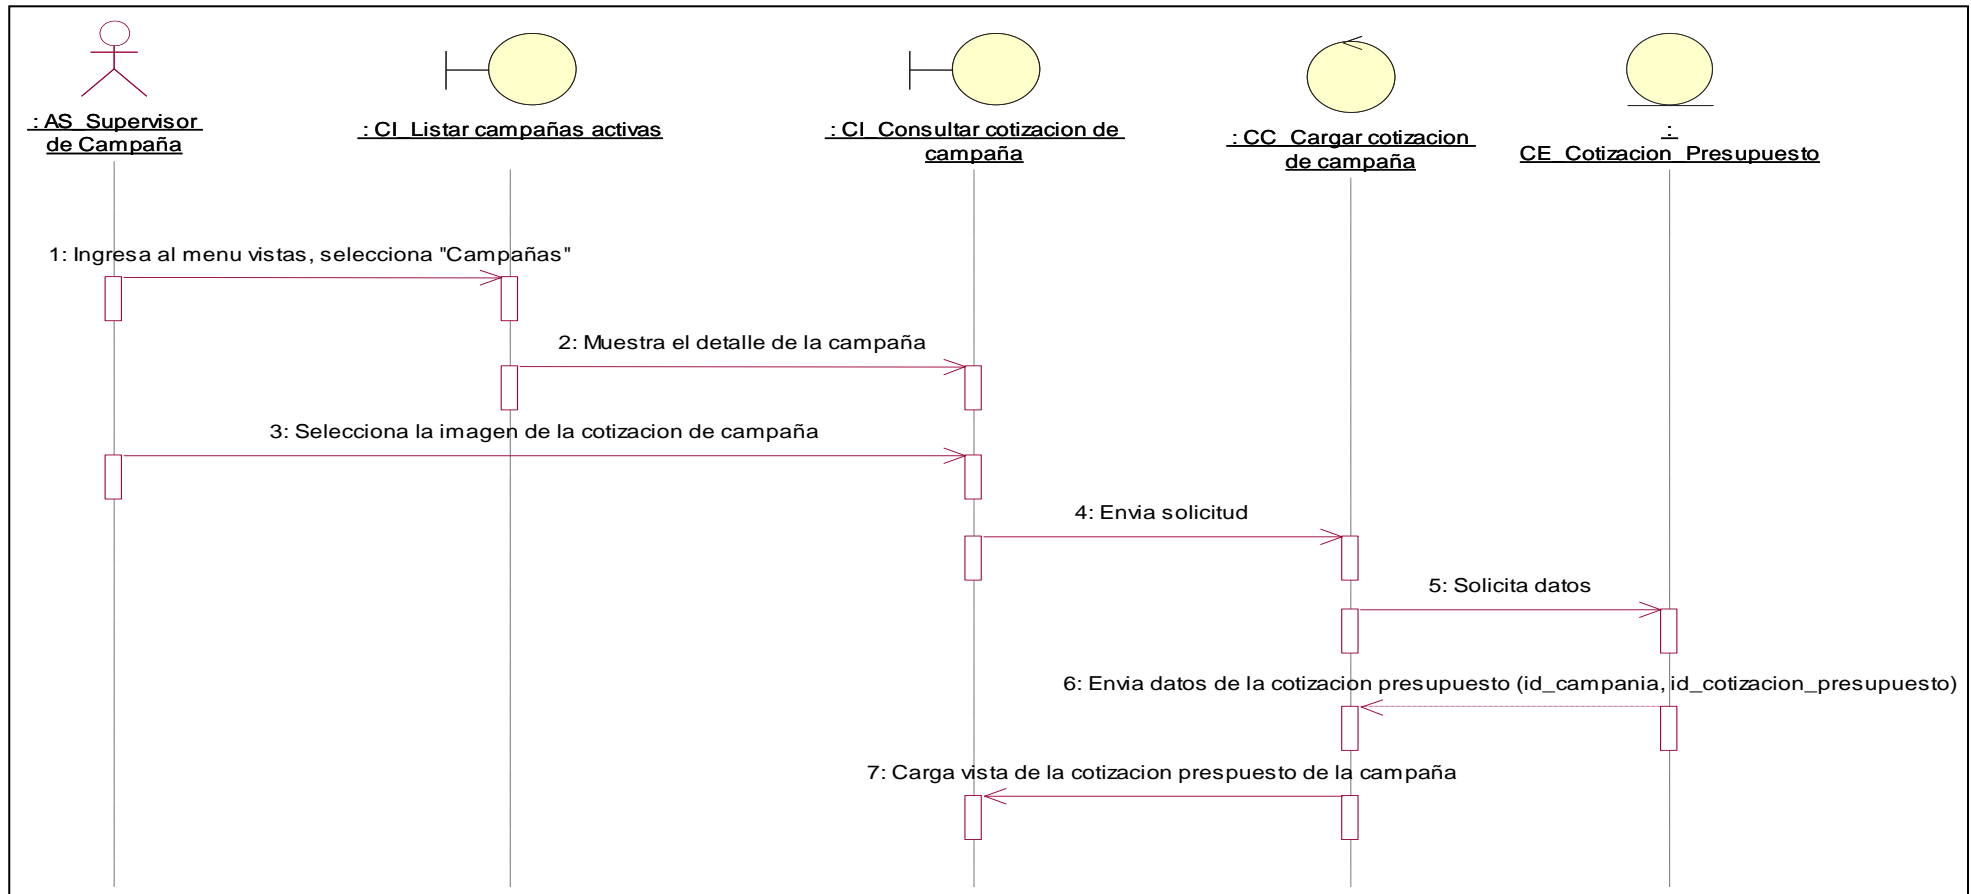 : AS_Supervisor
de Campaña
: CI_Listar campañas activas
: CI_Consultar cotizacion de
campaña
: CC_Cargar cotizacion
de campaña
:
CE_Cotizacion_Presupuesto
1: Ingresa al menu vistas, selecciona "Campañas"
2: Muestra el detalle de la campaña
3: Selecciona la imagen de la cotizacion de campaña
4: Envia solicitud
5: Solicita datos
6: Envia datos de la cotizacion presupuesto (id_campania, id_cotizacion_presupuesto)
7: Carga vista de la cotizacion prespuesto de la campaña